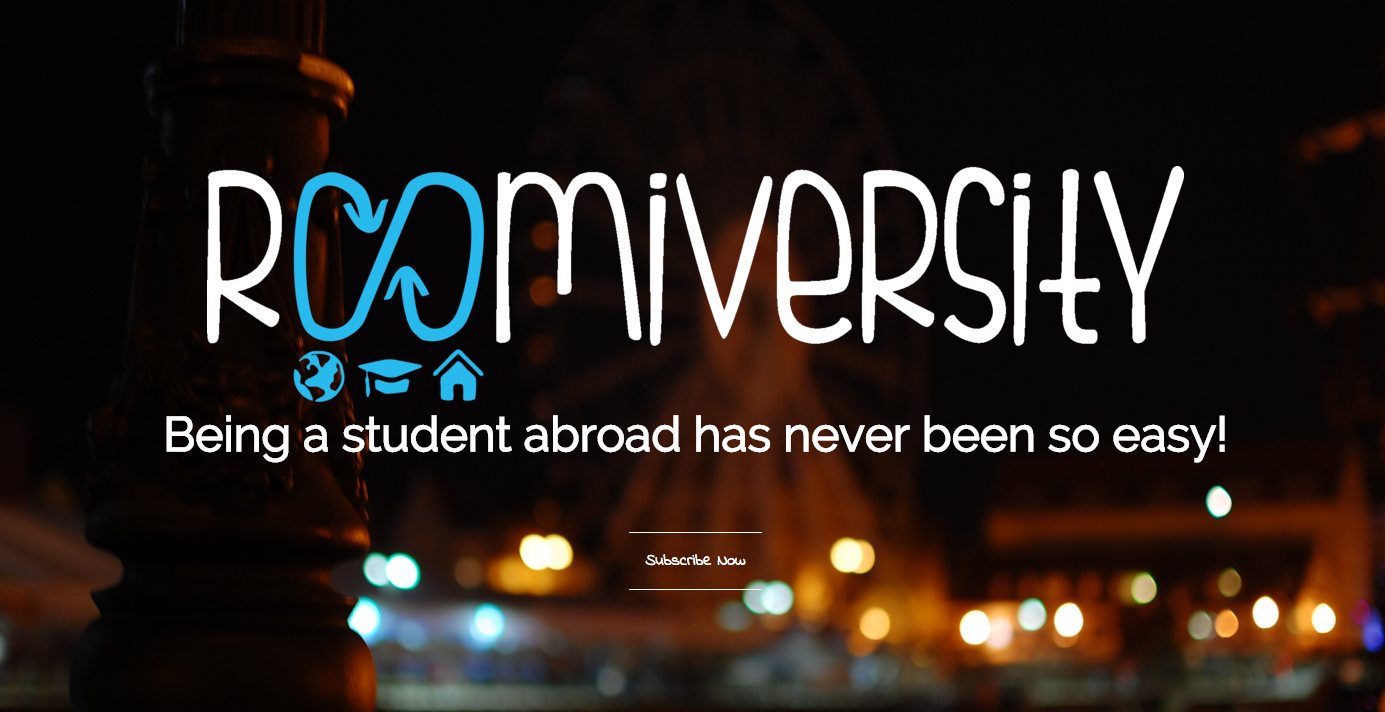 RooMiVeRSitY
Being a student abroad has never been so easy!
Subscribe Now